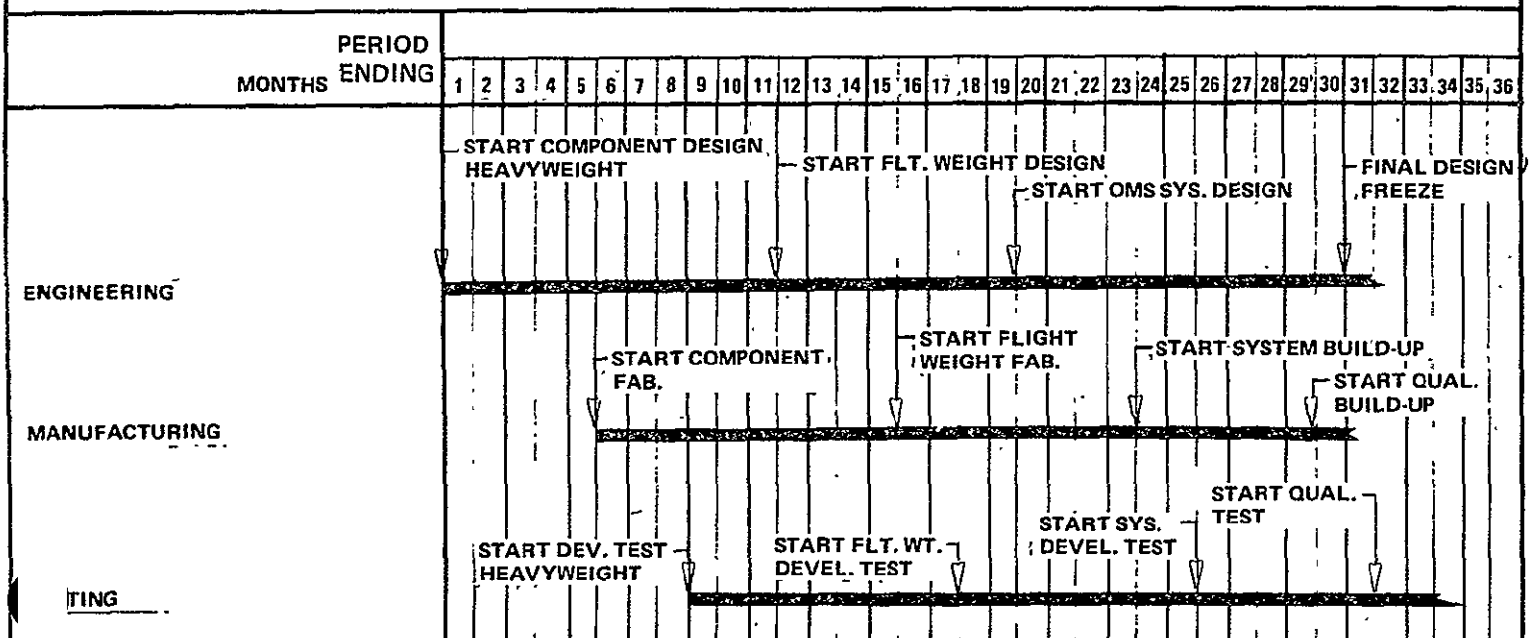 PERIOD
MONTHS ENDING
1 2 3 4 5 6 7 8 9 10 11 12 13 14 15 16 17 18 19 20 21 22 23 24 25 26 27 28 29 30 31 32 33 34 35 36
START COMPONENT DESIGN
HEAVYWEIGHT
START FLT. WEIGHT DESIGN
START OMS SYS. DESIGN
FINAL DESIGN
FREEZE
ENGINEERING
START COMPONENT
FAB.
START FLIGHT
WEIGHT FAB.
START SYSTEM BUILD-UP
START QUAL.
BUILD-UP
MANUFACTURING
START DEV. TEST
HEAVYWEIGHT
START FLT. WT.
DEVEL. TEST
START SYS.
DEVEL. TEST
START QUAL.
TEST
TING